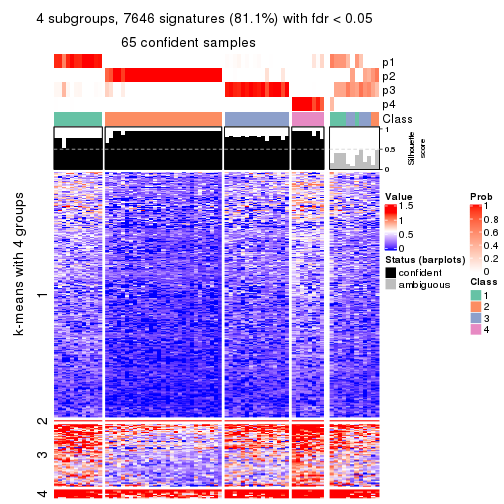 4 subgroups, 7646 signatures (81.1%) with fdr < 0.05
65 confident samples
p1
p2
p3
p4
Class
1
0.5
0
Silhouette
score
k-means with 4 groups
1
2
3
4
Value
1.5
1
0.5
0
Status (barplots)
confident
ambiguous
Prob
1
0.8
0.6
0.4
0.2
0
Class
1
2
3
4